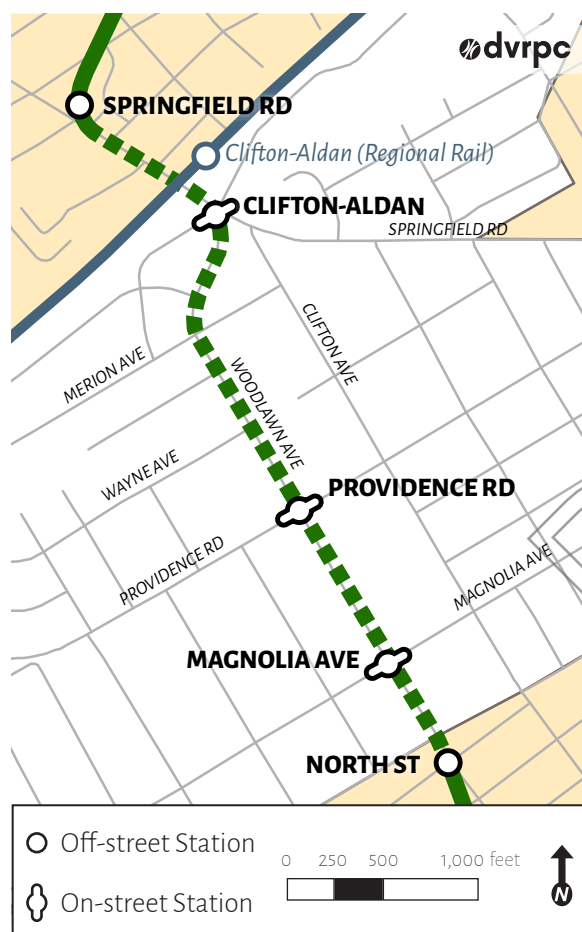 dvrpc
SPRINGFIELD RD
Clifton-Aldan (Regional Rail)
CLIFTON-ALDAN
SPRINGFIELD RD
CLIFTON AVE
MERION AVE
WOODLAWN AVE
WAYNE AVE
PROVIDENCE RD
PROVIDENCE RD
MAGNOLIA AVE
MAGNOLIA AVE
NORTH ST
Off-street Station
On-street Station
0 250 500 1,000 feet
N